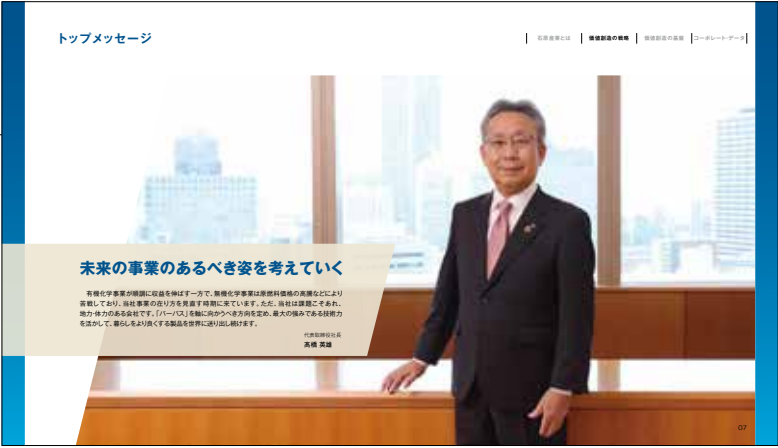 トップメッセージ
石原産業とは
価値創造の戦略
価値創造の基盤
コーポレート・データ
未来の事業のあるべき姿を考えていく
有機化学事業が順調に収益を伸ばす一方で、無機化学事業は原燃料価格の高騰などにより
苦戦しており、当社事業の在り方を見直す時期に来ています。ただ、当社は課題こそあれ、
地力・体力のある会社です。「パーパス」を軸に向かうべき方向を定め、最大の強みである技術力
を活かして、暮らしをより良くする製品を世界に送り出し続けます。
代表取締役社長
高橋 英雄
07